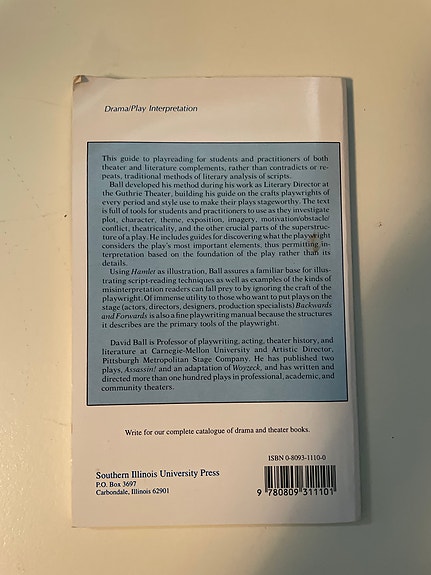 Drama/Play Interpretation
This guide to playreading for students and practitioners of both
theater and literature complements, rather than contradicts or re-
peats, traditional methods of literary analysis of scripts.
Ball developed his method during his work as Literary Director at
the Guthrie Theater, building his guide on the crafts playwrights of
every period and style use to make their plays stageworthy. The text
is full of tools for students and practitioners to use as they investigate
plot, character, theme, exposition, imagery, motivation/obstacle/
conflict, theatricality, and the other crucial parts of the superstruc-
ture of a play. He includes guides for discovering what the playwright
considers the play's most important elements, thus permitting in-
terpretation based on the foundation of the play rather than its
details.
Using Hamlet as illustration, Ball assures a familiar base for illus-
trating script-reading techniques as well as examples of the kinds of
misinterpretation readers can fall prey to by ignoring the craft of the
playwright. Of immense utility to those who want to put plays on the
stage (actors, directors, designers, production specialists) Backwards
and Forwards is also a fine playwriting manual because the structures
it describes are the primary tools of the playwright.
David Ball is Professor of playwriting, acting, theater history, and
literature at Carnegie-Mellon University and Artistic Director,
Pittsburgh Metropolitan Stage Company. He has published two
plays, Assassin! and an adaptation of Woyzeck, and has written and
directed more than one hundred plays in professional, academic, and
community theaters.
Write for our complete catalogue of drama and theater books.
ISBN 0-8093-1110-0
Southern Illinois University Press
P.O. Box 3697
Carbondale, Illinois 62901
9 780809 311101